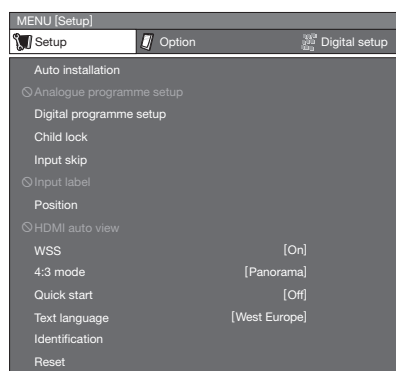 MENU [Setup]
Setup Option Digital setup
Auto installation
Analogue programme setup
Digital programme setup
Child lock
Input skip
Input label
Position
HDMI auto view
WSS [On]
4:3 mode [Panorama]
Quick start [Off]
Text language [West Europe]
Identification
Reset